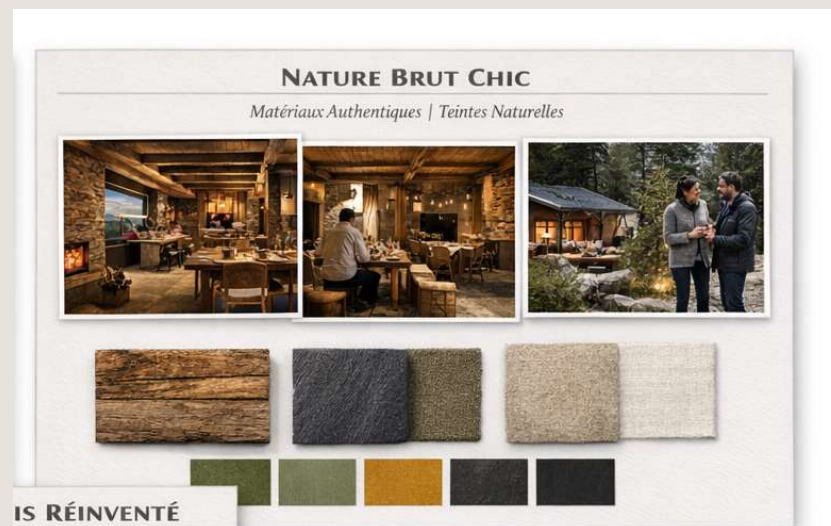 NATURE BRUT CHIC
Matériaux Authentiques | Teintes Naturelles
IS RÉINVENTÉ